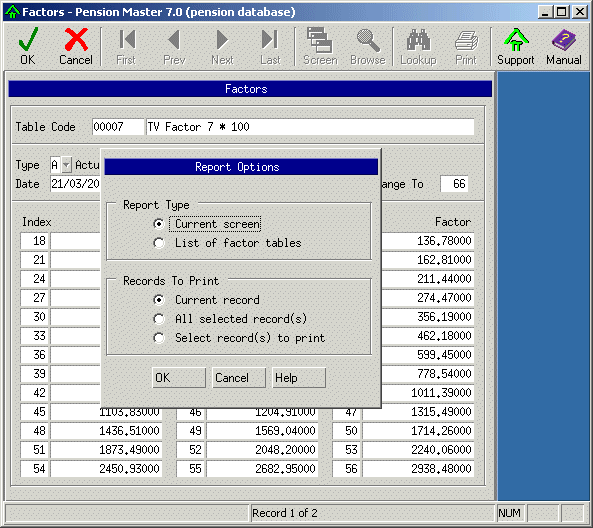 Factors - Pension Master 7.0 (pension database)
OK Cancel First Prev Next Last Screen Browse Lookup Print Support Manual
Factors
Table Code 00007 TV Factor 7 * 100
Type A Actu
Date 21/03/20 ange To 66
Report Options
Report Type
Current screen
List of factor tables
Records To Print
Current record
All selected record(s)
Select record(s) to print
OK Cancel Help
Index Factor
18 136.78000
21 162.81000
24 211.44000
27 274.47000
30 356.19000
33 462.18000
36 599.45000
39 778.54000
42 1011.39000
45 1103.83000 46 1204.91000 47 1315.49000
48 1436.51000 49 1569.04000 50 1714.26000
51 1873.49000 52 2048.20000 53 2240.06000
54 2450.93000 55 2682.95000 56 2938.48000
Record 1 of 2 NUM